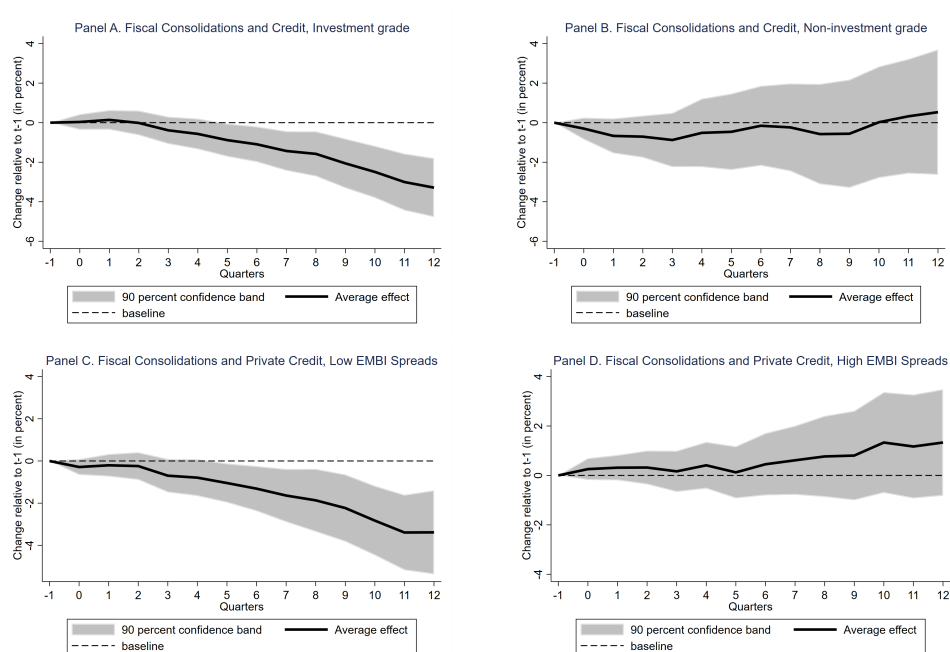 Panel A. Fiscal Consolidations and Credit, Investment grade
Change relative to t-1 (in percent)
4
2
0
-2
-4
-6
-1 0 1 2 3 4 5 6 7 8 9 10 11 12
Quarters
90 percent confidence band Average effect
baseline
Panel B. Fiscal Consolidations and Credit, Non-investment grade
Change relative to t-1 (in percent)
4
2
0
-2
-4
-6
-1 0 1 2 3 4 5 6 7 8 9 10 11 12
Quarters
90 percent confidence band Average effect
baseline
Panel C. Fiscal Consolidations and Private Credit, Low EMBI Spreads
Change relative to t-1 (in percent)
4
2
0
-2
-4
-1 0 1 2 3 4 5 6 7 8 9 10 11 12
Quarters
90 percent confidence band Average effect
baseline
Panel D. Fiscal Consolidations and Private Credit, High EMBI Spreads
Change relative to t-1 (in percent)
4
2
0
-2
-4
-1 0 1 2 3 4 5 6 7 8 9 10 11 12
Quarters
90 percent confidence band Average effect
baseline